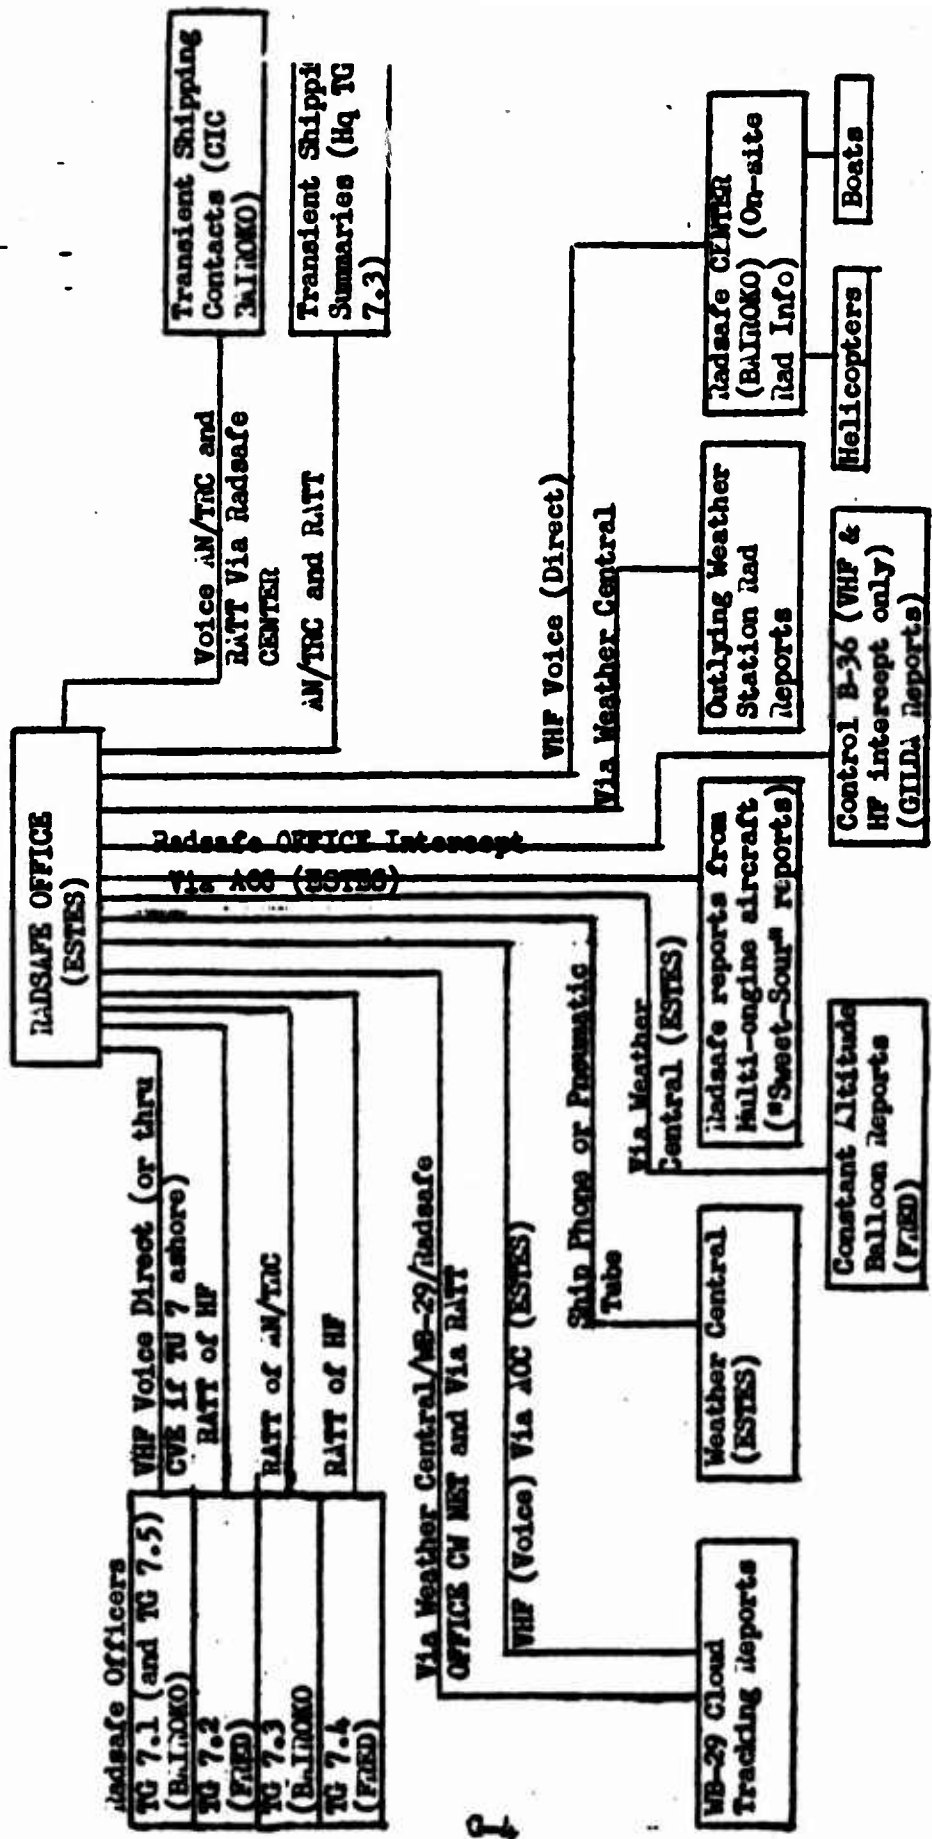 RADSAFE OFFICE
(ESTES)
Radsafe Officers
TG 7.1 (and TG 7.5)
(BAIROKO)
TG 7.2
(FRED)
TG 7.3
(BAIROKO
TG 7.4
(FRED)
VHF Voice Direct (or thru
CVE if TU 7 ashore)
RATT of HF
RATT of AN/TRC
RATT of HF
Via Weather Central/WB-29/Radsafe
OFFICE CW NET and Via RATT
VHF (Voice) Via AOC (ESTES)
Ship Phone or Pneumatic
Tube
Via Weather
Central (ESTES)
Via AOC (ESTES)
Radsafe OFFICE Intercept
Via Weather Central
VHF Voice (Direct)
AN/TRC and RATT
Voice AN/TRC and
RATT Via Radsafe
CENTER
Transient Shipping
Contacts (CIC
BAIROKO)
Transient Shippi
Summaries (Hq TG
7.3)
WB-29 Cloud
Tracking Reports
Weather Central
(ESTES)
Constant Altitude
Balloon Reports
(FRED)
Radsafe reports from
Multi-engine aircraft
("Sweet-Sour" reports)
Control B-36 (VHF &
HF intercept only)
(GILDA Reports)
Outlying Weather
Station Rad
Reports
Radsafe CENTER
(BAIROKO) (On-site
Rad Info)
Helicopters
Boats